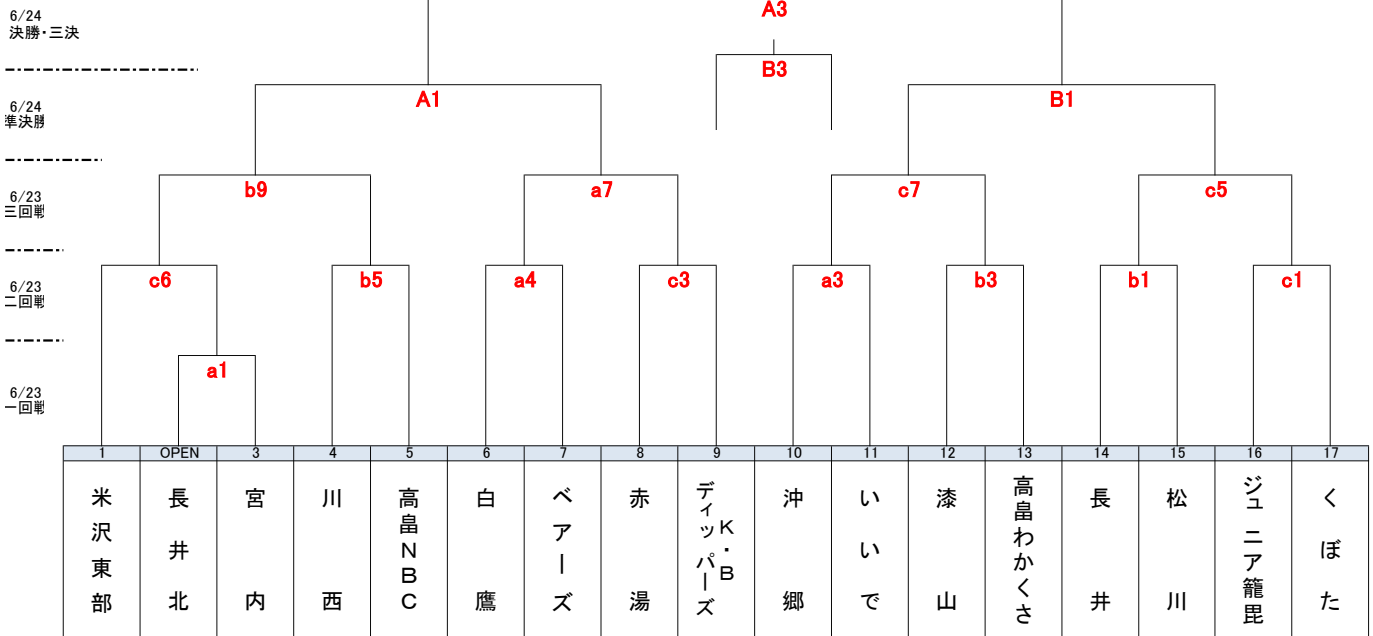 6/24
決勝・三決
A3
B3
6/24
準決勝
A1
B1
6/23
三回戦
b9
a7
c7
c5
6/23
二回戦
c6
b5
a4
c3
a3
b3
b1
c1
6/23
一回戦
a1
1 OPEN 3 4 5 6 7 8 9 10 11 12 13 14 15 16 17
米沢東部
長井北
宮内
川西
高畠NBC
白鷹
ベアーズ
赤湯
K・B
ディッパーズ
沖郷
いいで
漆山
高畠わかくさ
長井
松川
ジュニア籠毘
くぼた